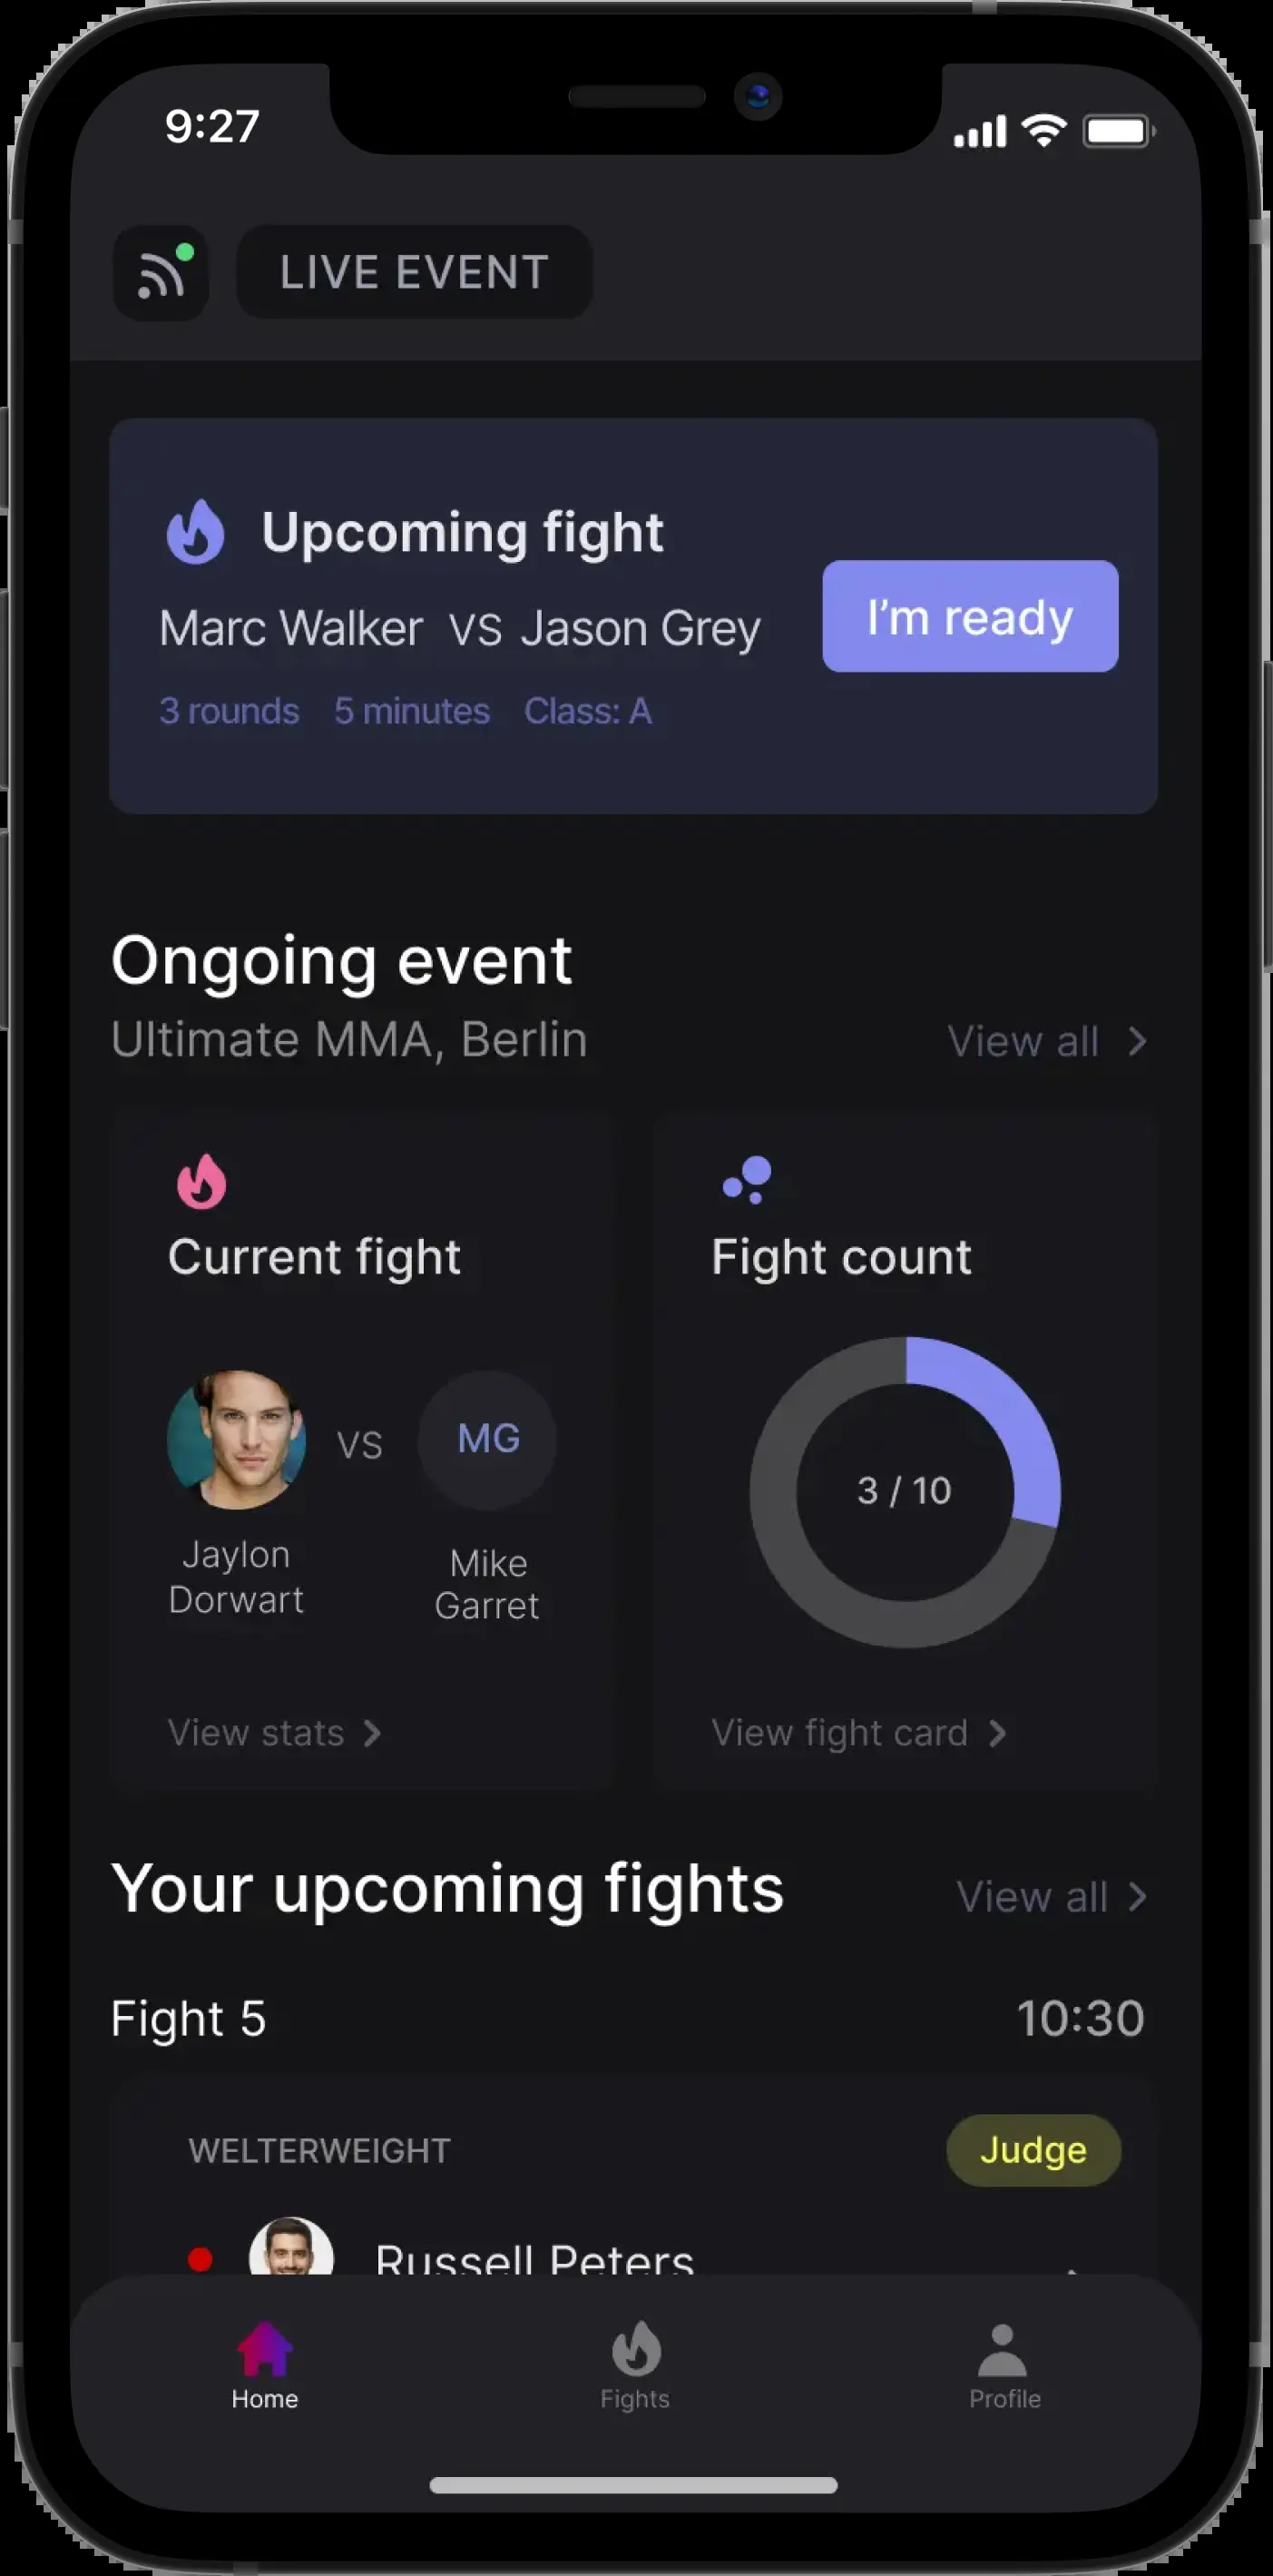 9:27
LIVE EVENT
Upcoming fight
Marc Walker VS Jason Grey
I'm ready
3 rounds 5 minutes Class: A
Ongoing event
Ultimate MMA, Berlin
View all
Current fight
Fight count
VS
MG
3 / 10
Jaylon
Dorwart
Mike
Garret
View stats
View fight card
Your upcoming fights
View all
Fight 5
10:30
WELTERWEIGHT
Judge
Russell Peters
Home
Fights
Profile